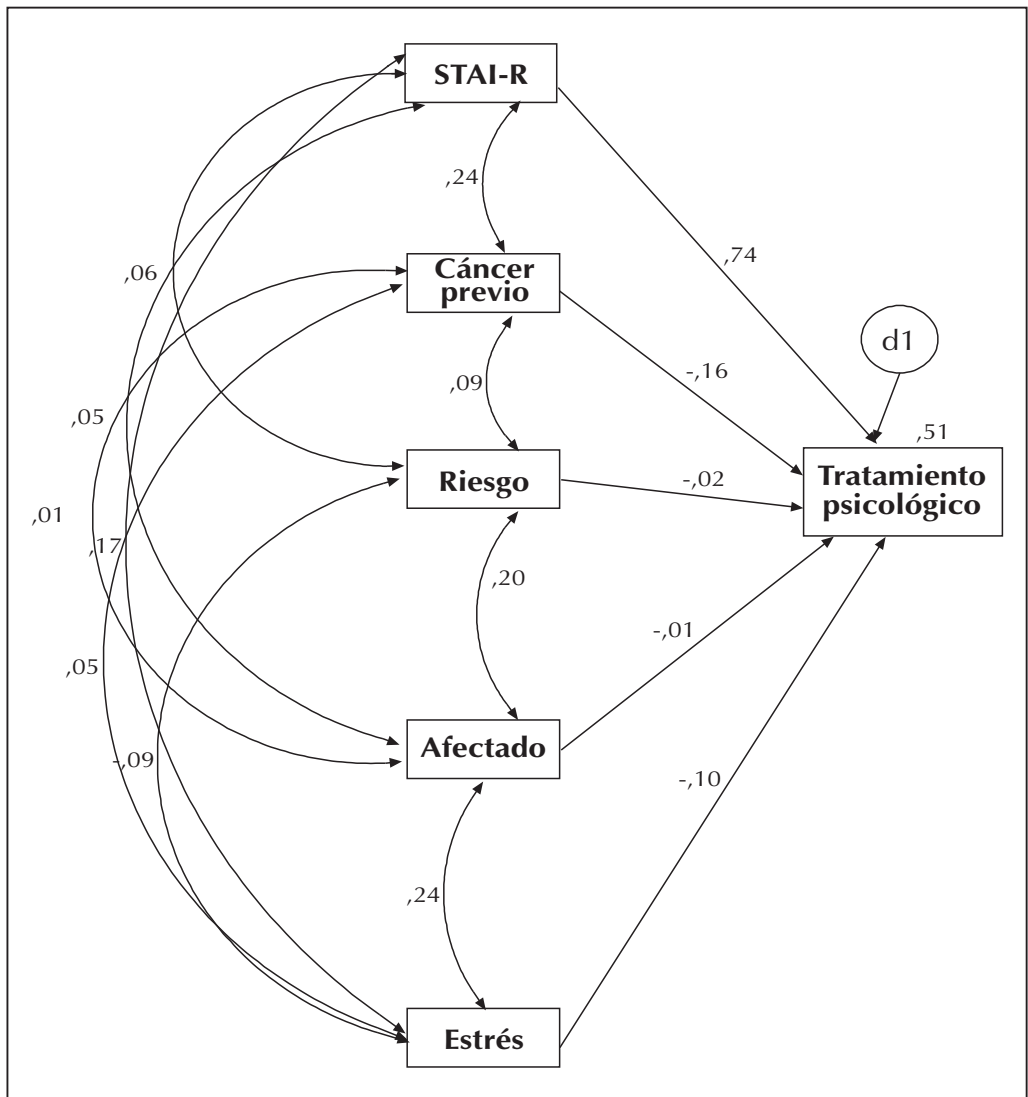 STAI-R
,24
,74
Cáncer
previo
,06
d1
-,16
,09
,05
,51
Riesgo
-,02
Tratamiento
psicológico
,01
,17
,20
-,01
,05
Afectado
-,09
-,10
,24
Estrés